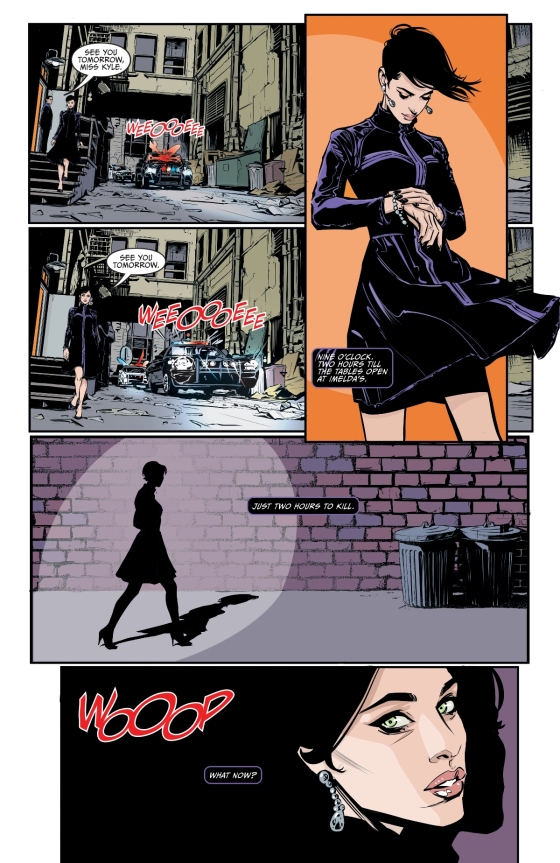 SEE YOU
TOMORROW,
MISS KYLE.
WEEOOOEEE
SEE YOU
TOMORROW.
WEEOOOEEE
NINE O'CLOCK.
TWO HOURS TILL
THE TABLES OPEN
AT IMELDA'S.
JUST TWO HOURS TO KILL.
WOOOP
WHAT NOW?